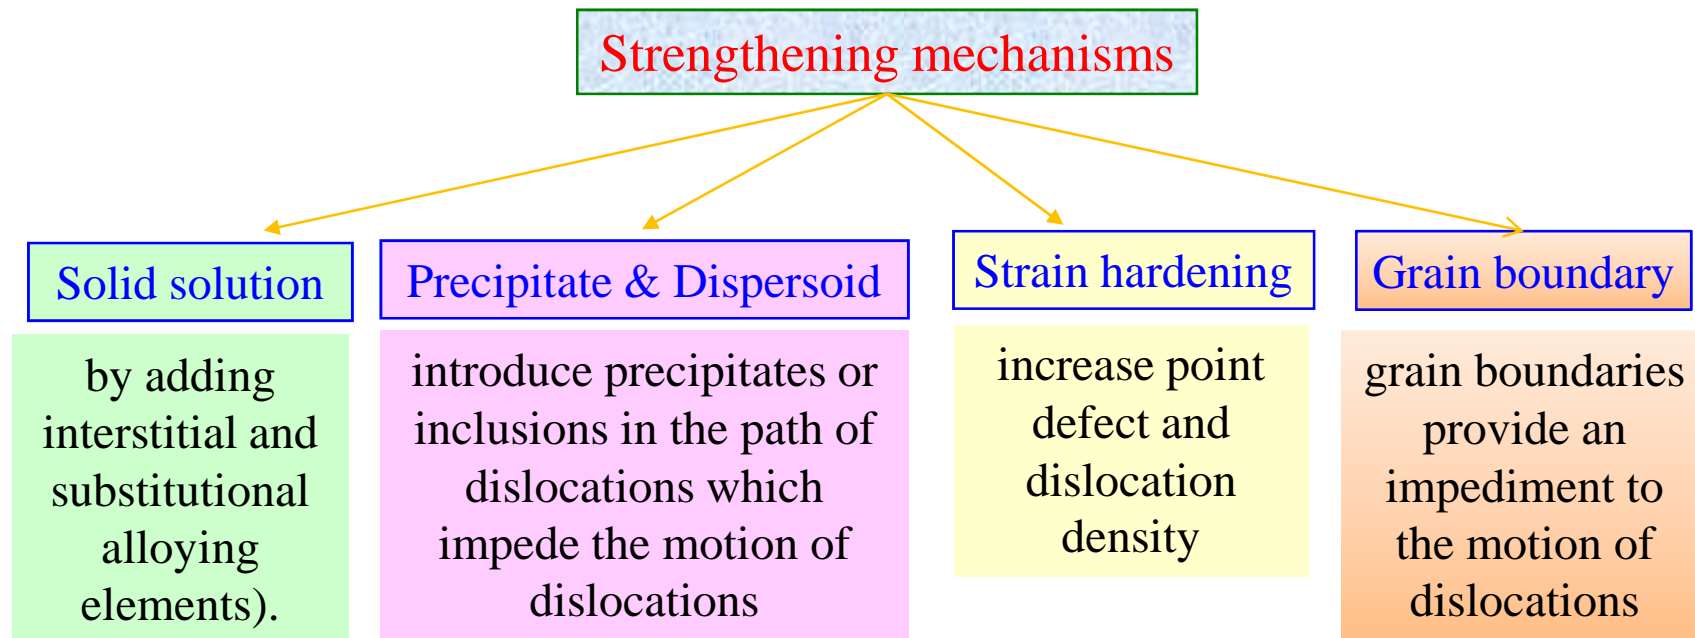 Strengthening mechanisms
Solid solution
by adding
interstitial and
substitutional
alloying
elements).
Precipitate & Dispersoid
introduce precipitates or
inclusions in the path of
dislocations which
impede the motion of
dislocations
Strain hardening
increase point
defect and
dislocation
density
Grain boundary
grain boundaries
provide an
impediment to
the motion of
dislocations